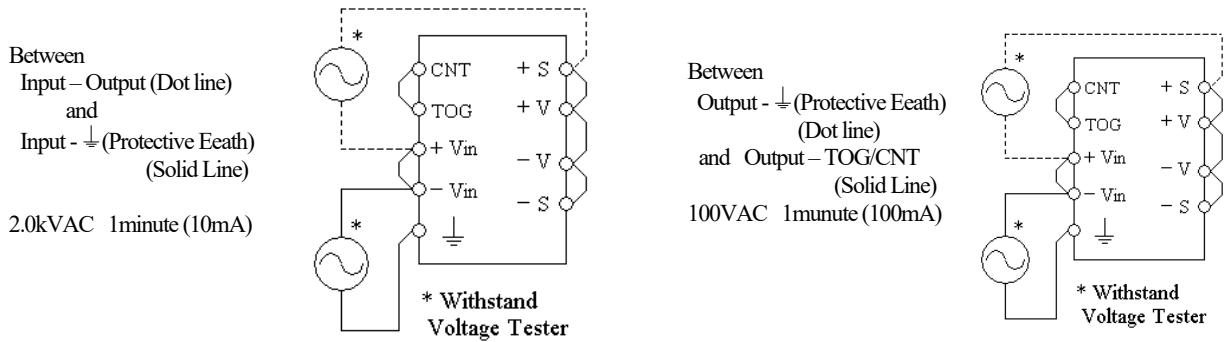 Between
Input – Output (Dot line)
and
Input - ⏚ (Protective Eeath)
(Solid Line)
2.0kVAC 1minute (10mA)
*
CNT + S
TOG + V
+ Vin − V
− Vin − S
*
⏚
* Withstand
Voltage Tester
Between
Output - ⏚ (Protective Eeath)
(Dot line)
and Output – TOG/CNT
(Solid Line)
100VAC 1munute (100mA)
*
CNT + S
TOG + V
+ Vin − V
− Vin − S
*
⏚
* Withstand
Voltage Tester